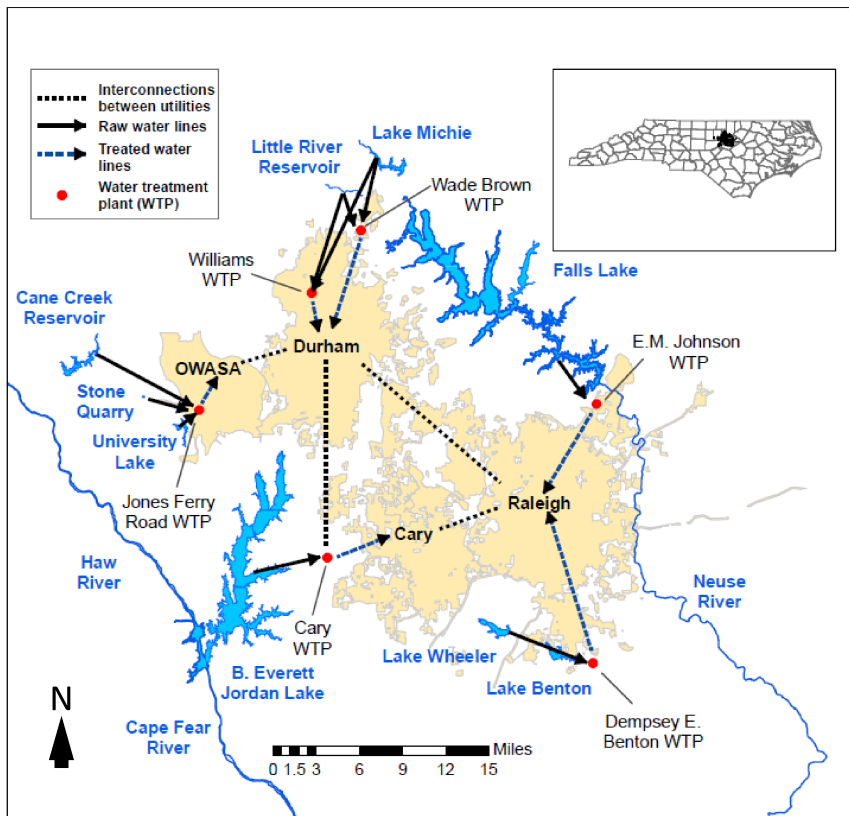 Interconnections
between utilities
Raw water lines
Treated water
lines
Water treatment
plant (WTP)
Lake Michie
Little River
Reservoir
Wade Brown
WTP
Williams
WTP
Falls Lake
Cane Creek
Reservoir
E.M. Johnson
WTP
Durham
OWASA
Stone
Quarry
University
Lake
Jones Ferry
Road WTP
Raleigh
Cary
Haw
River
Neuse
River
Cary
WTP
Lake Wheeler
B. Everett
Jordan Lake
Lake Benton
Dempsey E.
Benton WTP
Cape Fear
River
N
Miles
0 1.5 3 6 9 12 15